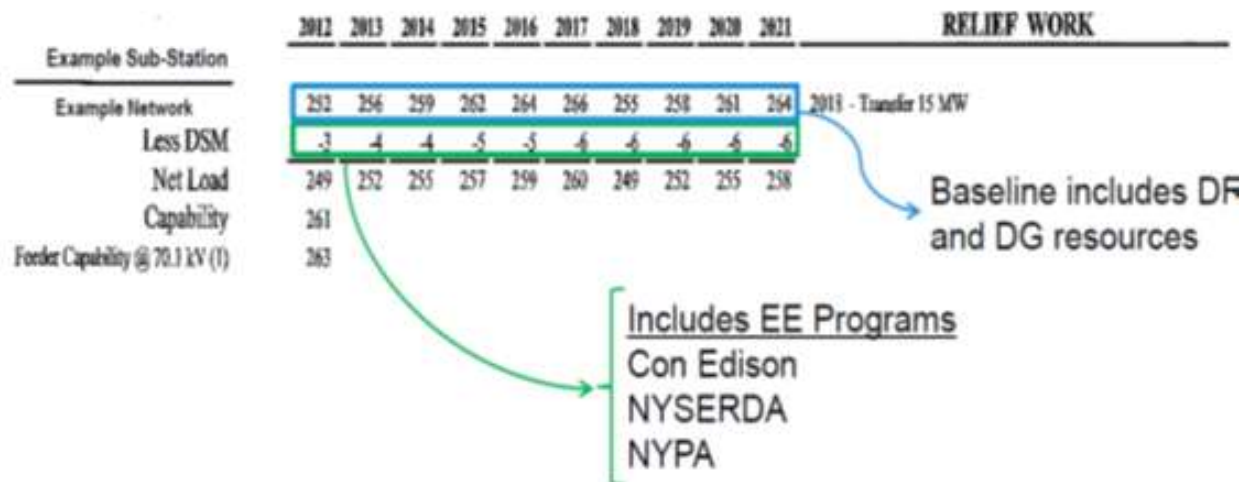 2012 2013 2014 2015 2016 2017 2018 2019 2020 2021 RELIEF WORK
Example Sub-Station
Example Network 252 256 259 262 264 266 255 258 261 264 2018 - Transfer 15 MW
Less DSM -3 -4 -4 -5 -5 -6 -6 -6 -6 -6
Net Load 249 252 255 257 259 260 249 252 255 258
Capability 261
Feeder Capability @ 70.1 kV (1) 263
Baseline includes DR
and DG resources
Includes EE Programs
Con Edison
NYSERDA
NYPA